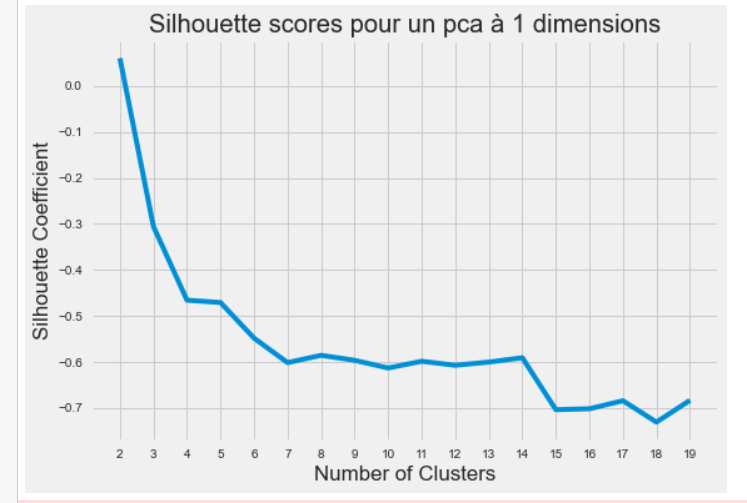 Silhouette scores pour un pca à 1 dimensions
Silhouette Coefficient
0.0
−0.1
−0.2
−0.3
−0.4
−0.5
−0.6
−0.7
2 3 4 5 6 7 8 9 10 11 12 13 14 15 16 17 18 19
Number of Clusters